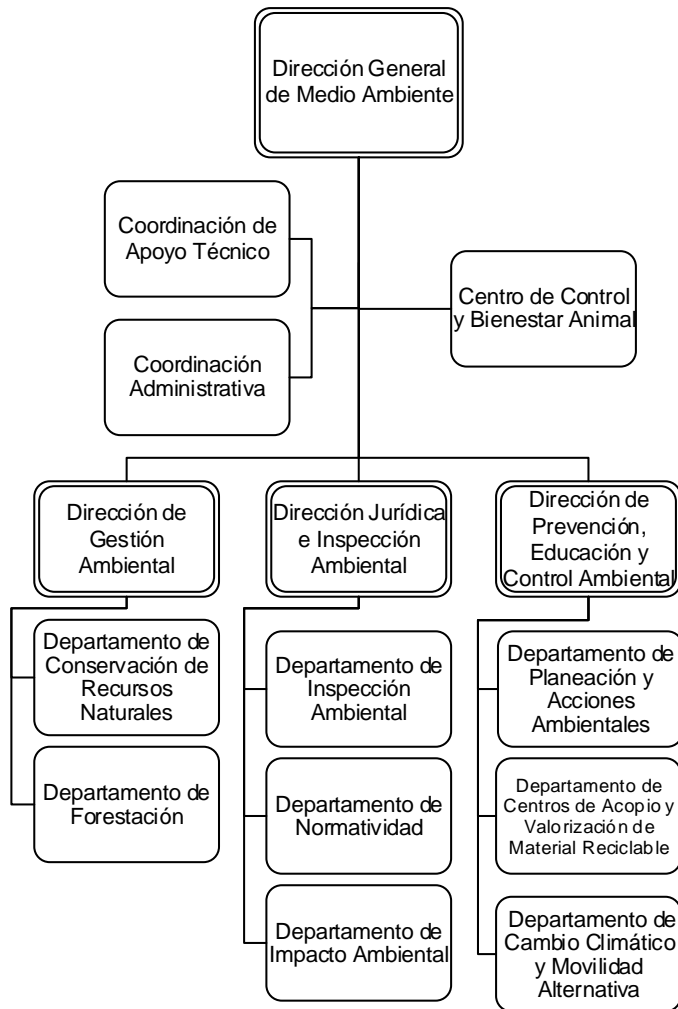 Dirección General
de Medio Ambiente
Coordinación de
Apoyo Técnico
Centro de Control
y Bienestar Animal
Coordinación
Administrativa
Dirección de
Gestión
Ambiental
Dirección Jurídica
e Inspección
Ambiental
Dirección de
Prevención,
Educación y
Control Ambiental
Departamento de
Conservación de
Recursos
Naturales
Departamento de
Forestación
Departamento de
Inspección
Ambiental
Departamento de
Normatividad
Departamento de
Impacto Ambiental
Departamento de
Planeación y
Acciones
Ambientales
Departamento de
Centros de Acopio y
Valorización de
Material Reciclable
Departamento de
Cambio Climático
y Movilidad
Alternativa